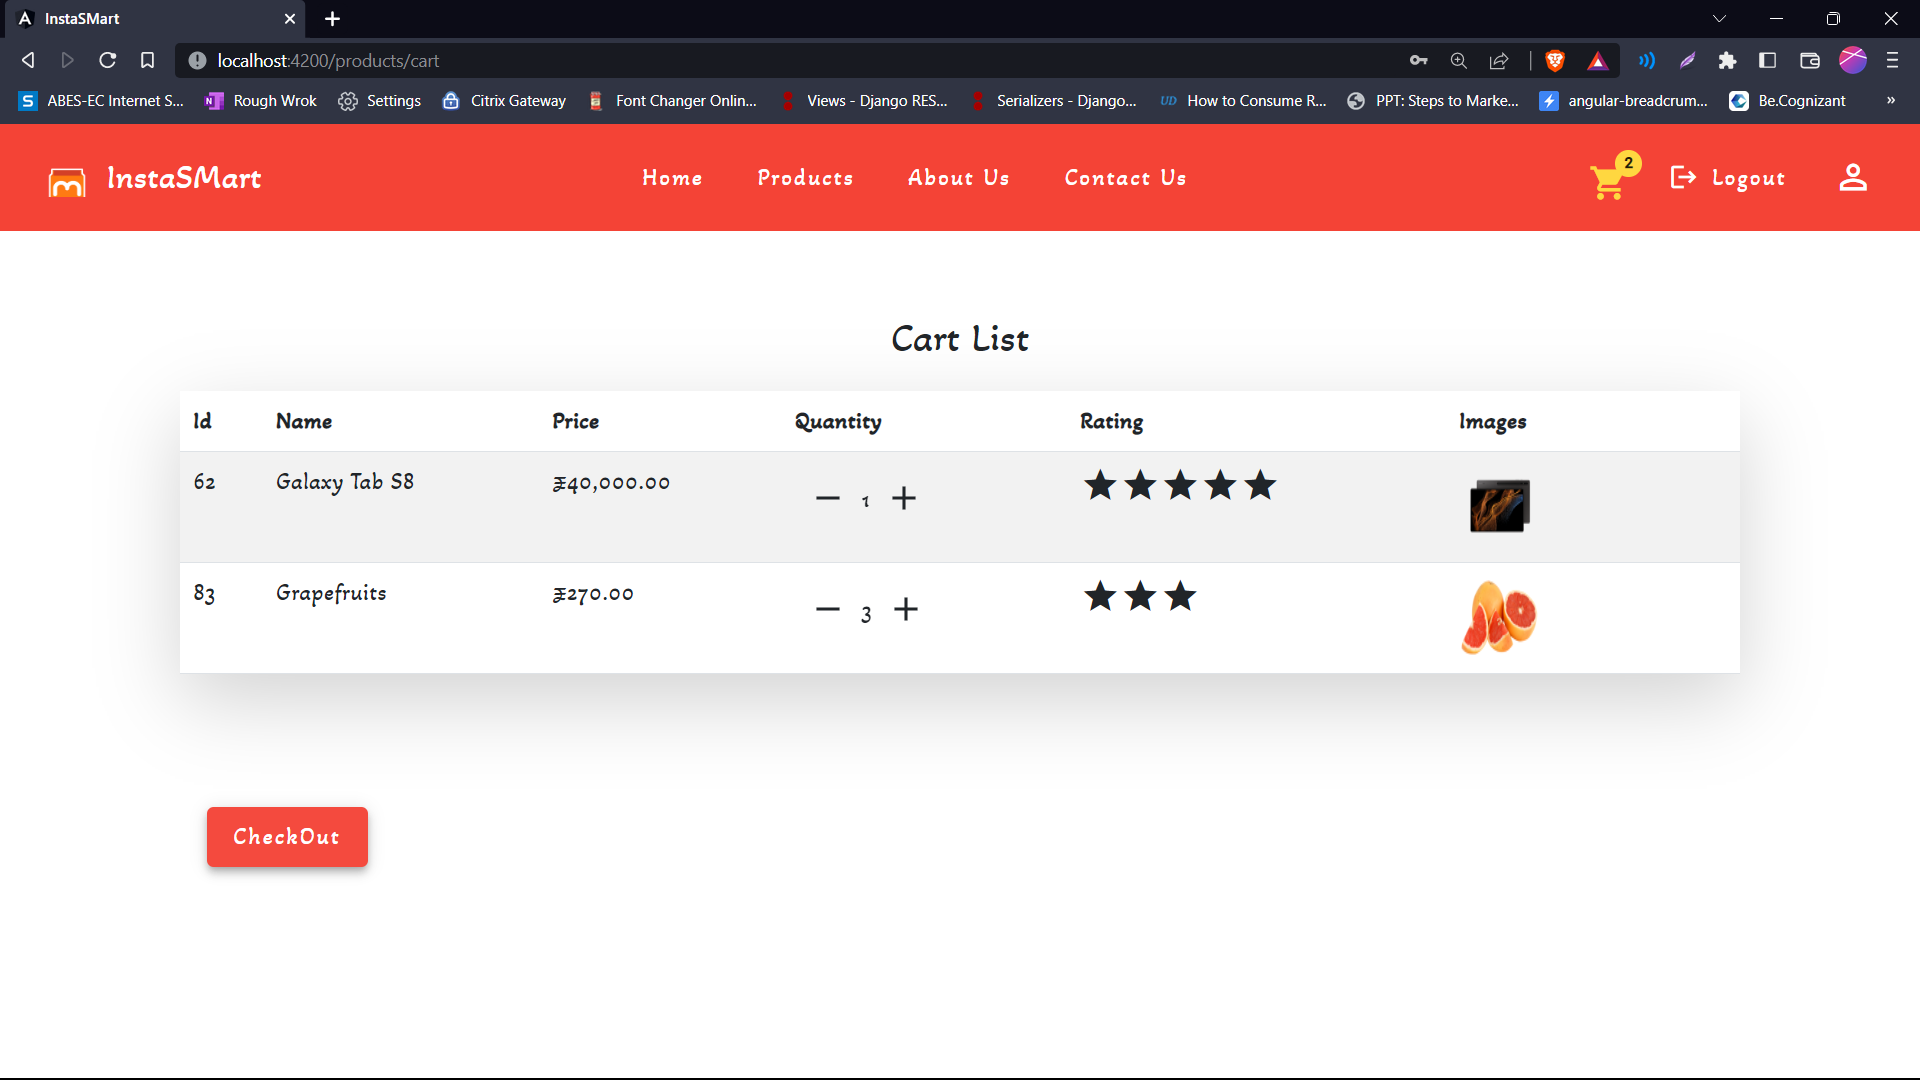 InstaSMart
localhost:4200/products/cart
ABES-EC Internet S... Rough Wrok Settings Citrix Gateway Font Changer Onlin... Views - Django RES... Serializers - Django... How to Consume R... PPT: Steps to Marke... angular-breadcrum... Be.Cognizant »
InstaSMart Home Products About Us Contact Us 2 Logout
Cart List
Id Name Price Quantity Rating Images
62 Galaxy Tab S8 ₹40,000.00 1
83 Grapefruits ₹270.00 3
CheckOut